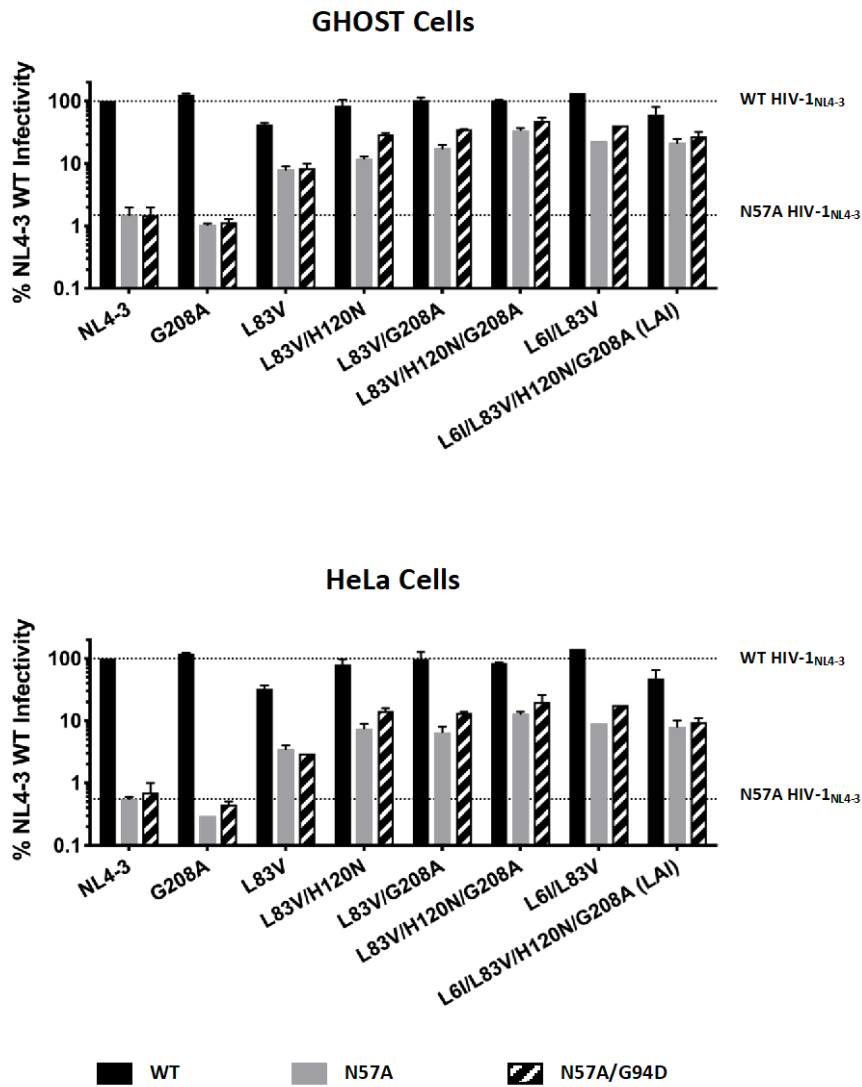 GHOST Cells
% NL4-3 WT Infectivity
100
10
1
0.1
WT HIV-1NL4-3
N57A HIV-1NL4-3
NL4-3
G208A
L83V
L83V/H120N
L83V/G208A
L83V/H120N/G208A
L6I/L83V
L6I/L83V/H120N/G208A (LAI)
HeLa Cells
% NL4-3 WT Infectivity
100
10
1
0.1
WT HIV-1NL4-3
N57A HIV-1NL4-3
NL4-3
G208A
L83V
L83V/H120N
L83V/G208A
L83V/H120N/G208A
L6I/L83V
L6I/L83V/H120N/G208A (LAI)
WT N57A N57A/G94D